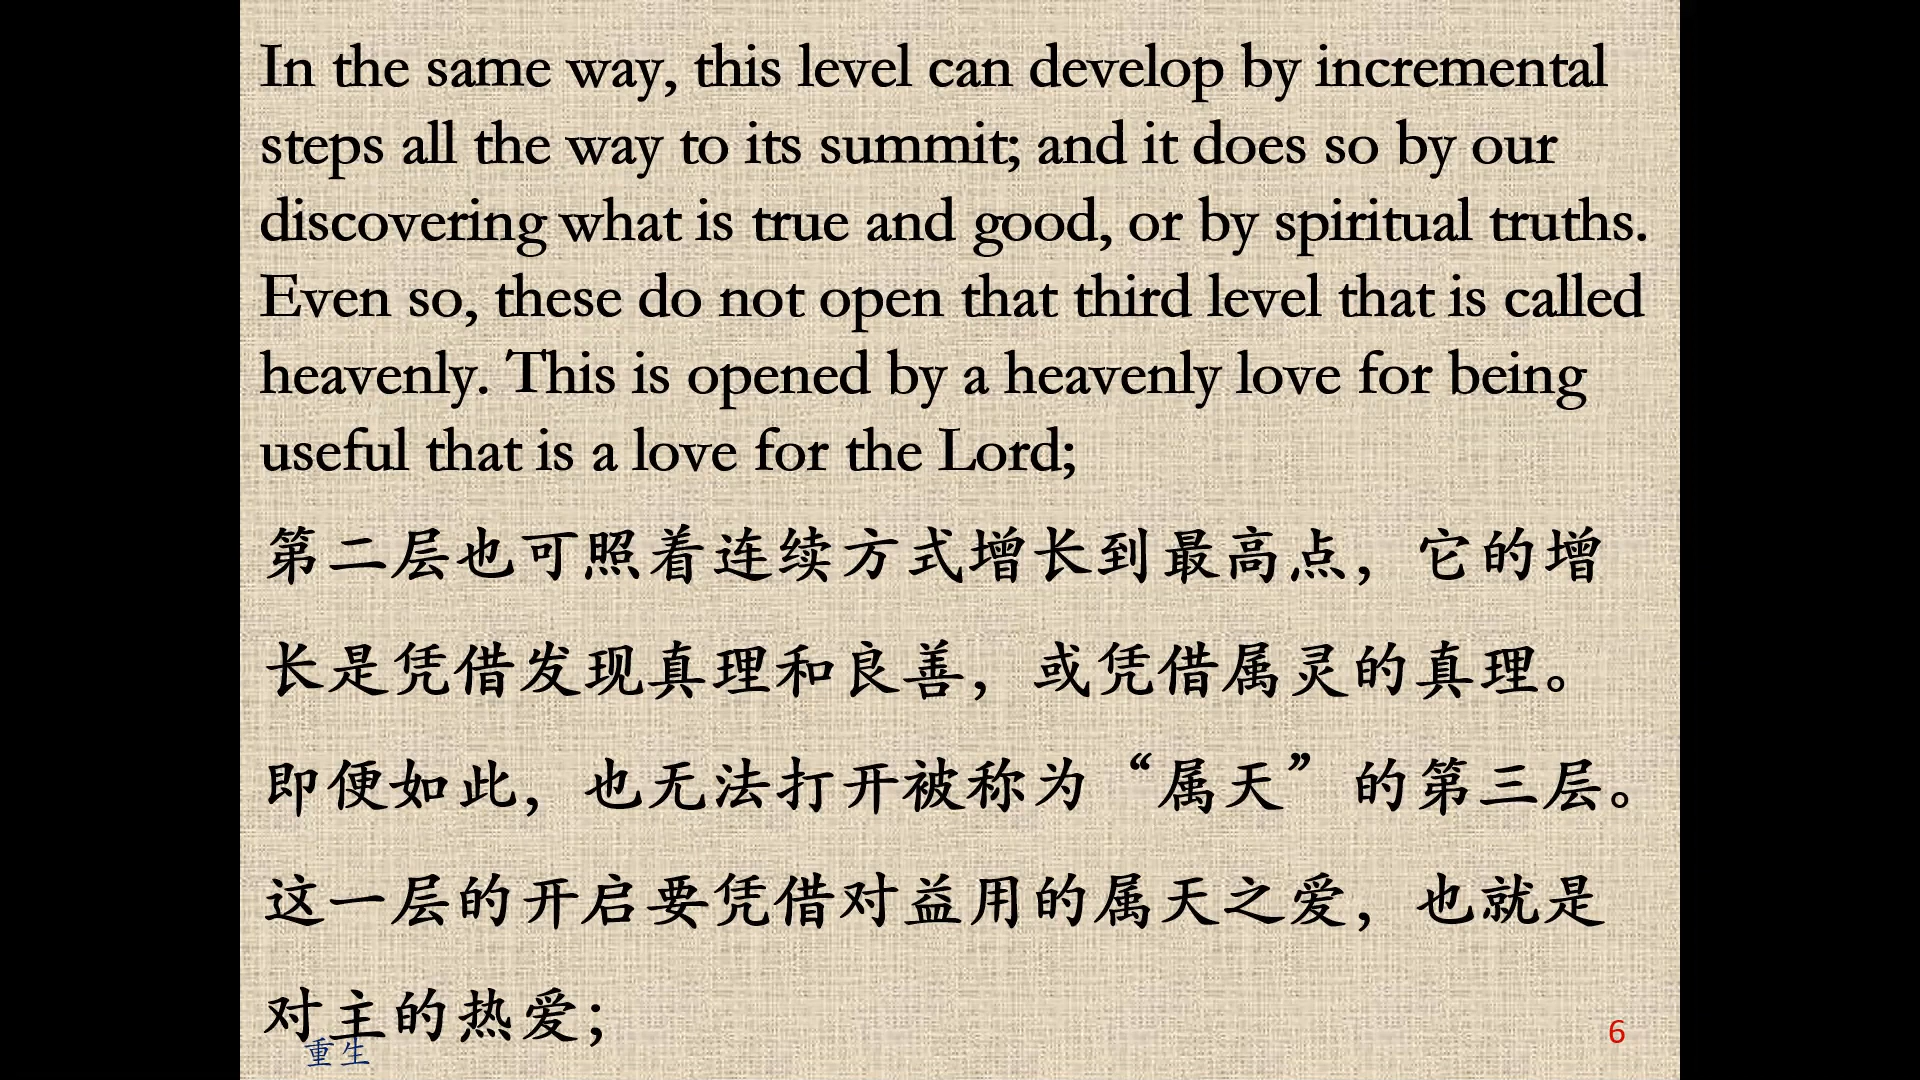 In the same way, this level can develop by incremental
steps all the way to its summit; and it does so by our
discovering what is true and good, or by spiritual truths.
Even so, these do not open that third level that is called
heavenly. This is opened by a heavenly love for being
useful that is a love for the Lord;
第二层也可照着连续方式增长到最高点，它的增
长是凭借发现真理和良善，或凭借属灵的真理。
即便如此，也无法打开被称为“属天”的第三层。
这一层的开启要凭借对益用的属天之爱，也就是
对主的热爱；
重生
6